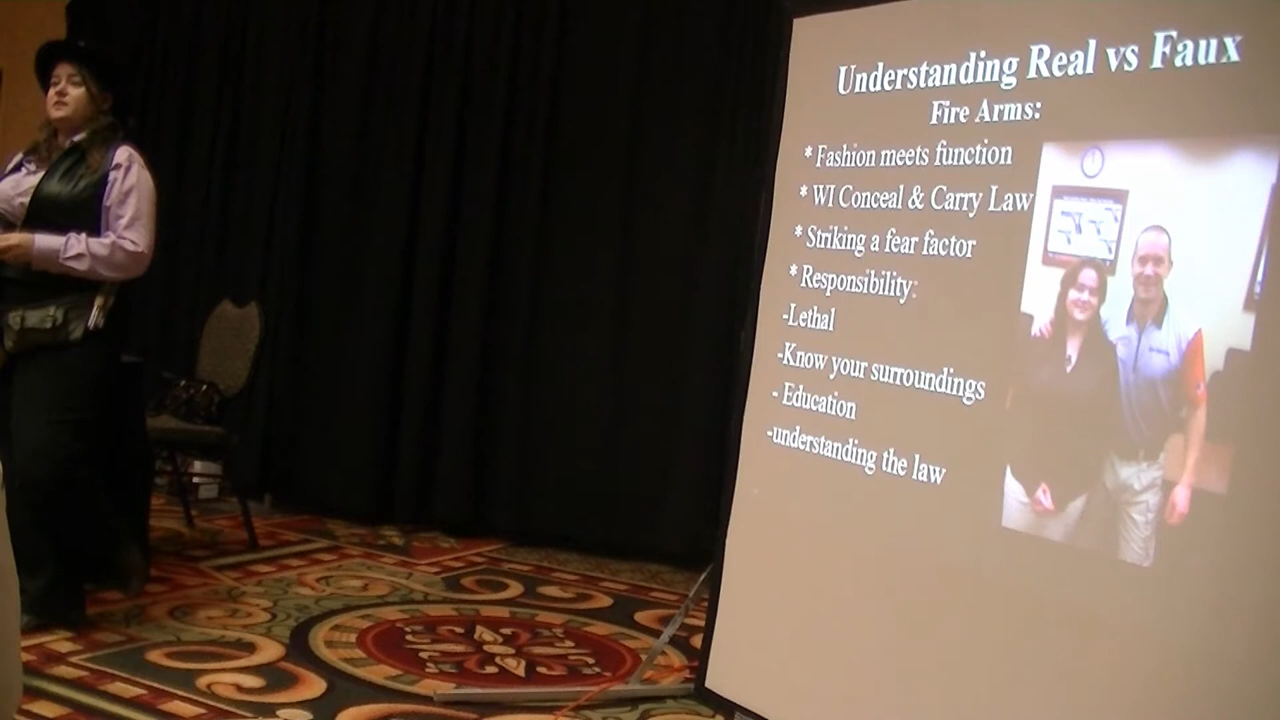 Understanding Real vs Faux
Fire Arms:
* Fashion meets function
* WI Conceal & Carry Law
* Striking a fear factor
* Responsibility:
-Lethal
-Know your surroundings
- Education
-understanding the law